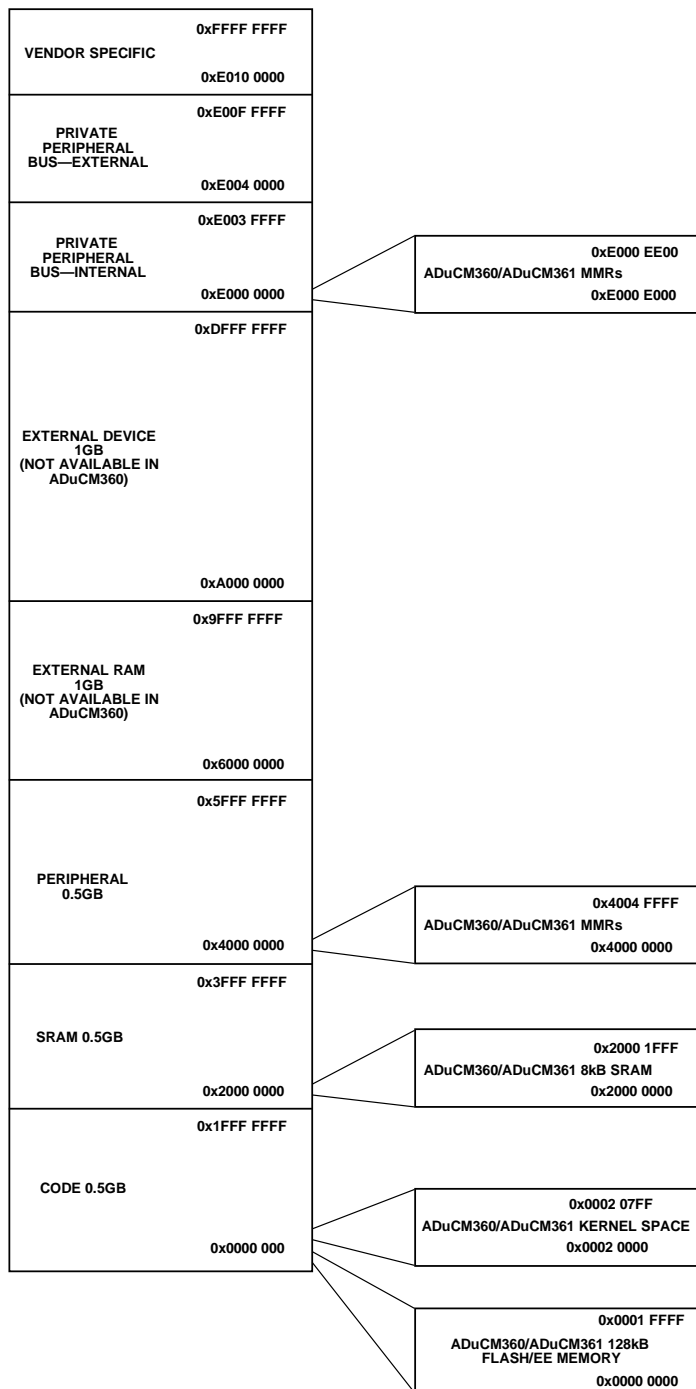 0xFFFF FFFF
VENDOR SPECIFIC
0xE010 0000
0xE00F FFFF
PRIVATE
PERIPHERAL
BUS—EXTERNAL
0xE004 0000
0xE003 FFFF
PRIVATE
PERIPHERAL
BUS—INTERNAL
0xE000 0000
0xE000 EE00
ADuCM360/ADuCM361 MMRs
0xE000 E000
0xDFFF FFFF
EXTERNAL DEVICE
1GB
(NOT AVAILABLE IN
ADuCM360)
0xA000 0000
0x9FFF FFFF
EXTERNAL RAM
1GB
(NOT AVAILABLE IN
ADuCM360)
0x6000 0000
0x5FFF FFFF
PERIPHERAL
0.5GB
0x4000 0000
0x4004 FFFF
ADuCM360/ADuCM361 MMRs
0x4000 0000
0x3FFF FFFF
SRAM 0.5GB
0x2000 0000
0x2000 1FFF
ADuCM360/ADuCM361 8kB SRAM
0x2000 0000
0x1FFF FFFF
CODE 0.5GB
0x0000 000
0x0002 07FF
ADuCM360/ADuCM361 KERNEL SPACE
0x0002 0000
0x0001 FFFF
ADuCM360/ADuCM361 128kB
FLASH/EE MEMORY
0x0000 0000